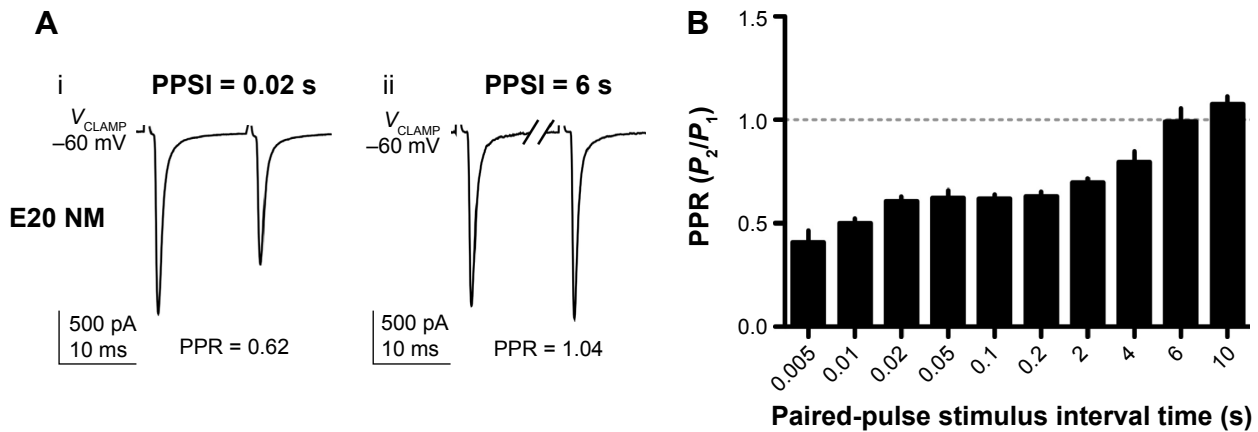 A
i
PPSI = 0.02 s
V CLAMP
–60 mV
ii
PPSI = 6 s
V CLAMP
–60 mV
E20 NM
500 pA
10 ms
PPR = 0.62
500 pA
10 ms
PPR = 1.04
B
PPR (P2/P1)
1.5
1.0
0.5
0.0
0.005 0.01 0.02 0.05 0.1 0.2 2 4 6 10
Paired-pulse stimulus interval time (s)